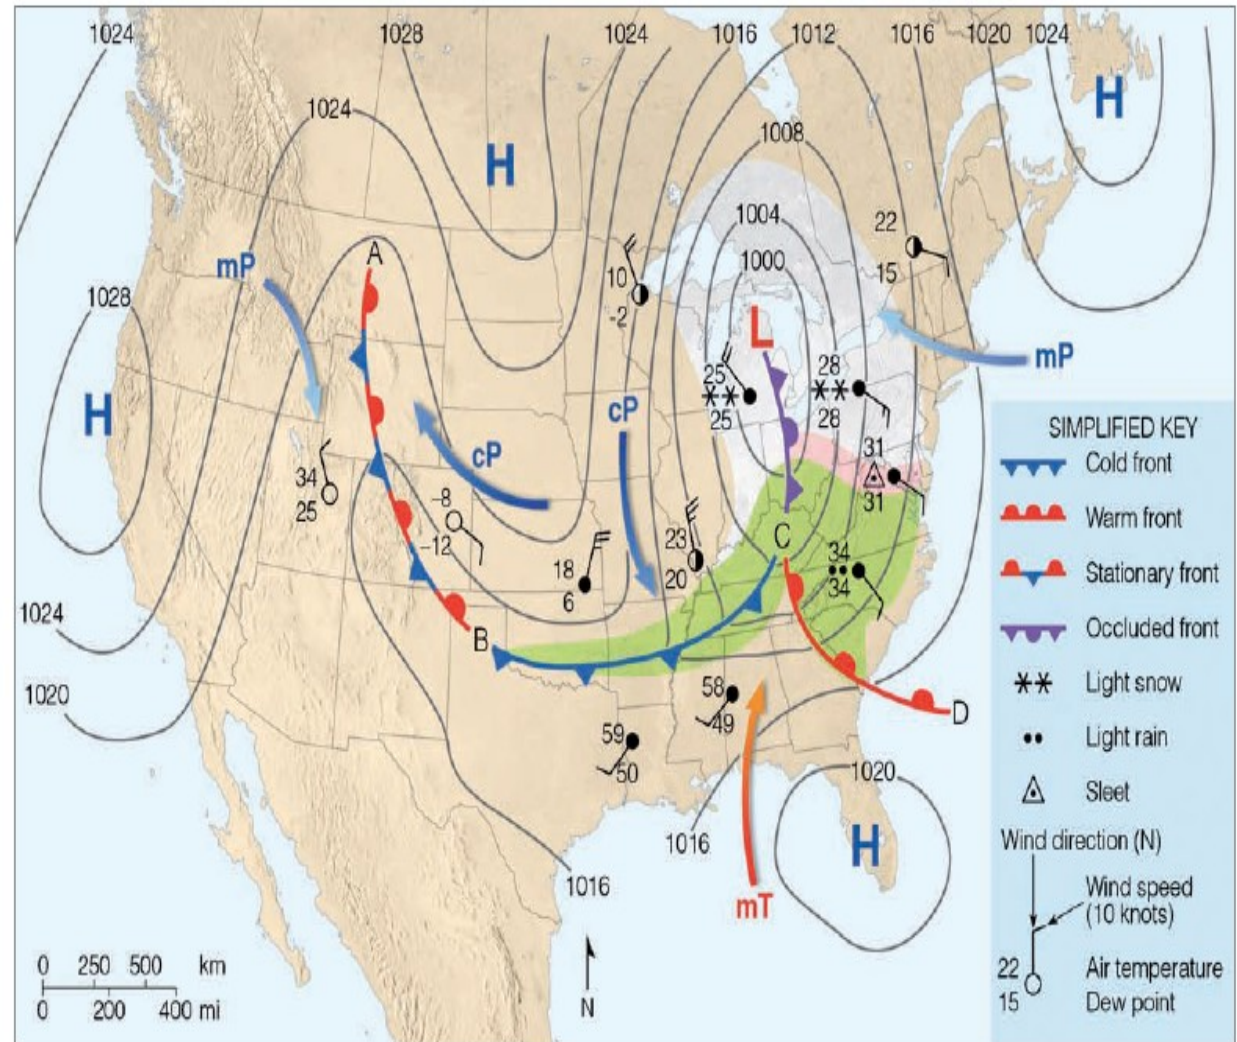 1024
1028
1024
1016
1012
1016
1020
1024
H
1024
1008
H
1004
22
A
1000
15
mP
10
-2
1028
L
mP
25
28
25
28
H
cP
cP
31
31
34
25
-8
-12
23
20
C
34
34
18
6
1024
B
1020
58
49
D
59
50
1020
1016
H
1016
mT
0 250 500 km
0 200 400 mi
N
SIMPLIFIED KEY
Cold front
Warm front
Stationary front
Occluded front
Light snow
Light rain
Sleet
Wind direction (N)
Wind speed
(10 knots)
22
Air temperature
15
Dew point